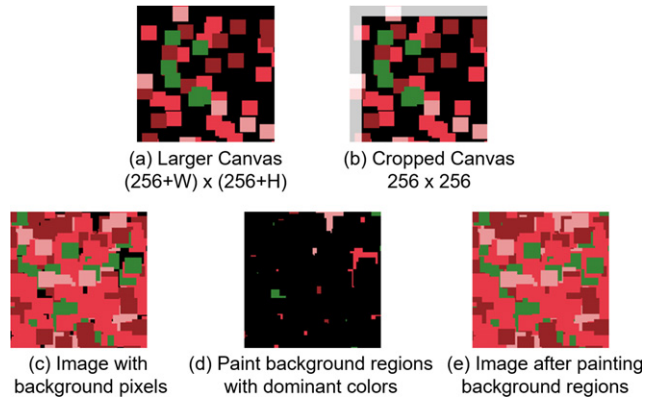 (a) Larger Canvas
(256+W) x (256+H)
(b) Cropped Canvas
256 x 256
(c) Image with
background pixels
(d) Paint background regions
with dominant colors
(e) Image after painting
background regions